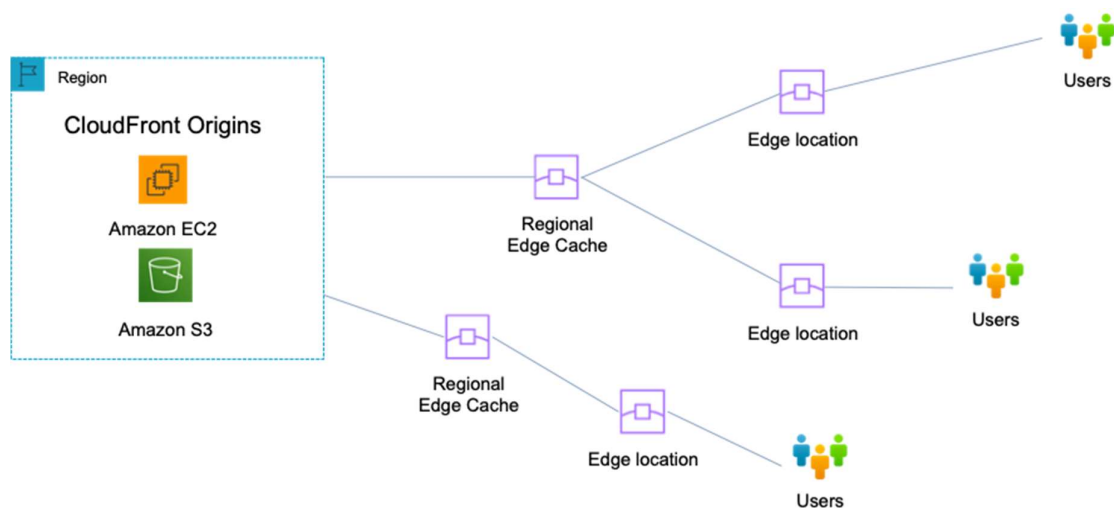 Region
CloudFront Origins
Amazon EC2
Amazon S3
Regional
Edge Cache
Edge location
Users
Edge location
Users
Regional
Edge Cache
Edge location
Users